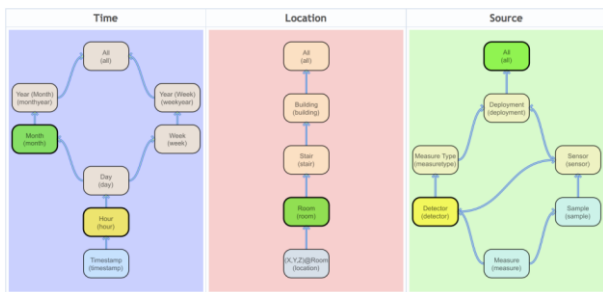 Time
Location
Source
All
(all)
Year (Month)
(monthyear)
Year (Week)
(weekyear)
Month
(month)
Week
(week)
Day
(day)
Hour
(hour)
Timestamp
(timestamp)
All
(all)
Building
(building)
Stair
(stair)
Room
(room)
(X,Y,Z)@Room
(location)
All
(all)
Deployment
(deployment)
Measure Type
(measuretype)
Sensor
(sensor)
Detector
(detector)
Sample
(sample)
Measure
(measure)